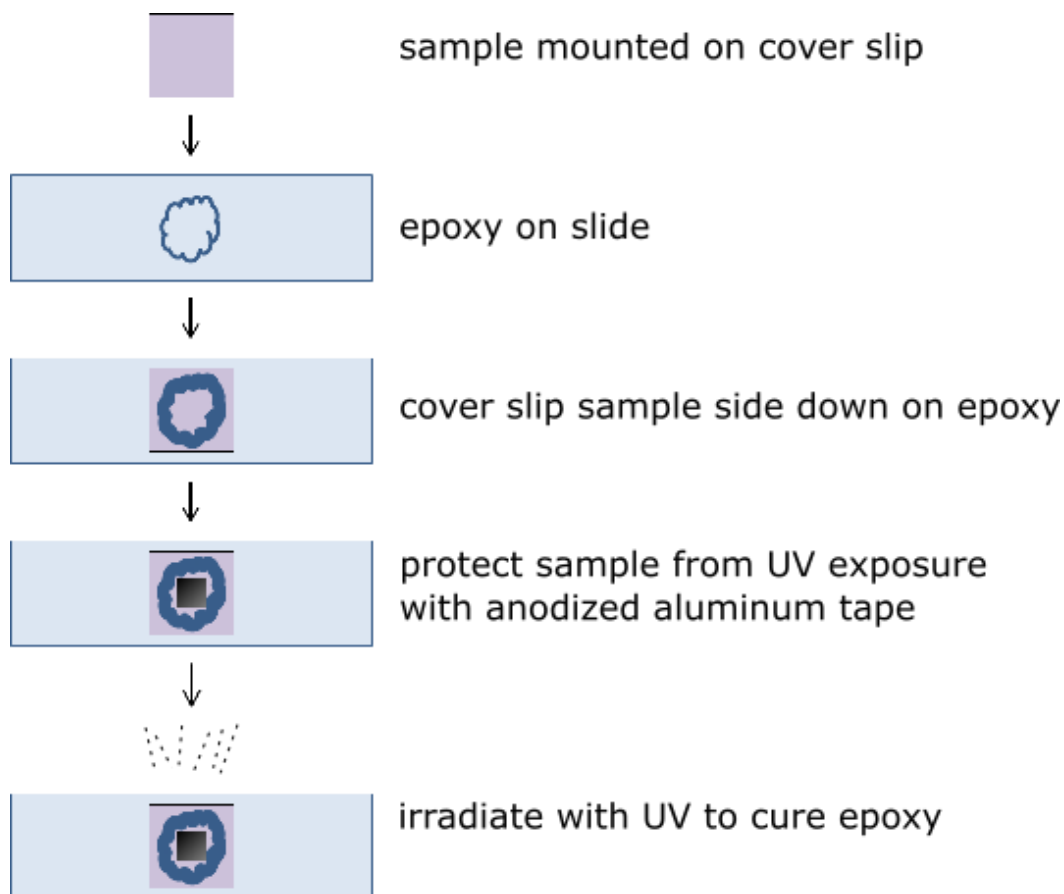 sample mounted on cover slip
epoxy on slide
cover slip sample side down on epoxy
protect sample from UV exposure
with anodized aluminum tape
irradiate with UV to cure epoxy